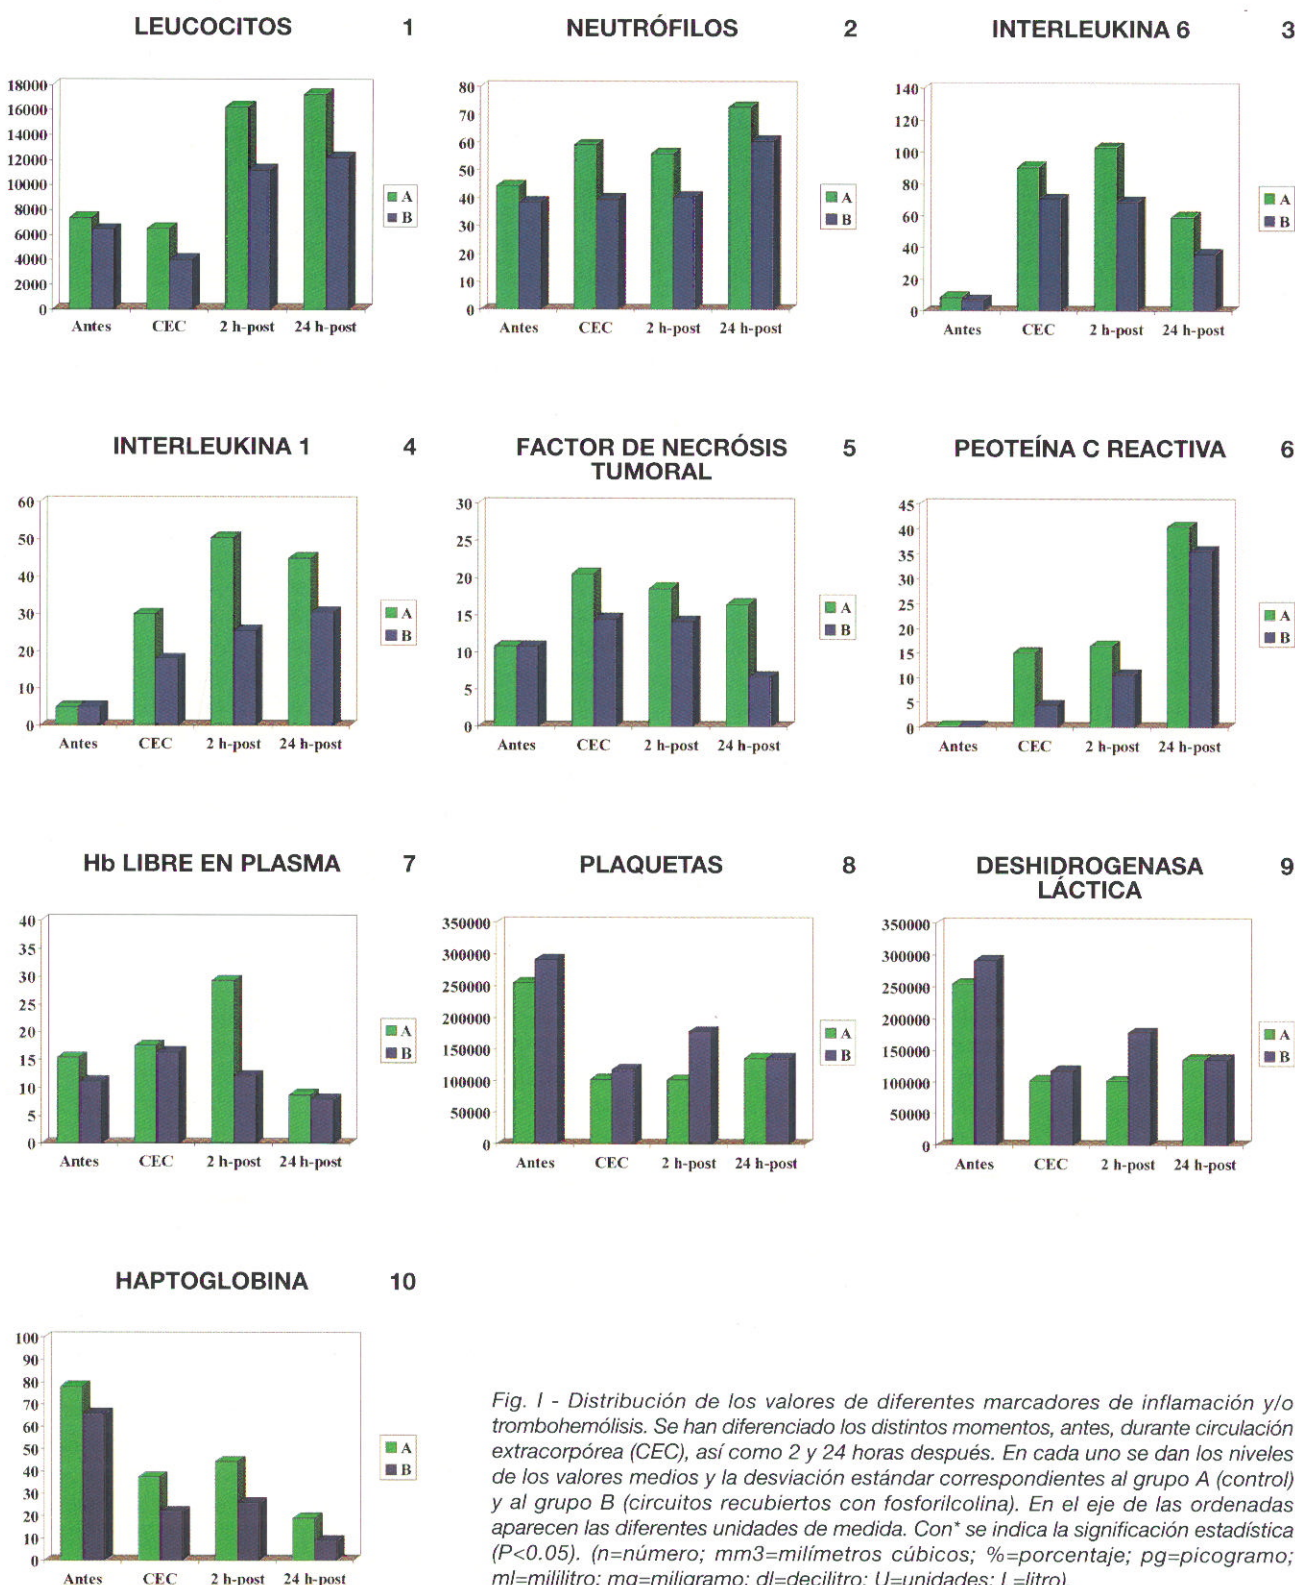 LEUCOCITOS 1
18000
16000
14000
12000
10000
8000
6000
4000
2000
0
Antes CEC 2 h-post 24 h-post
A
B
NEUTRÓFILOS 2
80
70
60
50
40
30
20
10
0
Antes CEC 2 h-post 24 h-post
A
B
INTERLEUKINA 6 3
140
120
100
80
60
40
20
0
Antes CEC 2 h-post 24 h-post
A
B
INTERLEUKINA 1 4
60
50
40
30
20
10
0
Antes CEC 2 h-post 24 h-post
A
B
FACTOR DE NECRÓSIS 5
TUMORAL
30
25
20
15
10
5
0
Antes CEC 2 h-post 24 h-post
A
B
PEOTEÍNA C REACTIVA 6
45
40
35
30
25
20
15
10
5
0
Antes CEC 2 h-post 24 h-post
A
B
Hb LIBRE EN PLASMA 7
40
35
30
25
20
15
10
5
0
Antes CEC 2 h-post 24 h-post
A
B
PLAQUETAS 8
350000
300000
250000
200000
150000
100000
50000
0
Antes CEC 2 h-post 24 h-post
A
B
DESHIDROGENASA 9
LÁCTICA
350000
300000
250000
200000
150000
100000
50000
0
Antes CEC 2 h-post 24 h-post
A
B
HAPTOGLOBINA 10
100
90
80
70
60
50
40
30
20
10
0
Antes CEC 2 h-post 24 h-post
A
B
Fig. I - Distribución de los valores de diferentes marcadores de inflamación y/o
trombohemólisis. Se han diferenciado los distintos momentos, antes, durante circulación
extracorpórea (CEC), así como 2 y 24 horas después. En cada uno se dan los niveles
de los valores medios y la desviación estándar correspondientes al grupo A (control)
y al grupo B (circuitos recubiertos con fosforilcolina). En el eje de las ordenadas
aparecen las diferentes unidades de medida. Con* se indica la significación estadística
(P<0.05). (n=número; mm3=milímetros cúbicos; %=porcentaje; pg=picogramo;
ml=mililitro; mg=miligramo; dl=decilitro; U=unidades; L=litro)